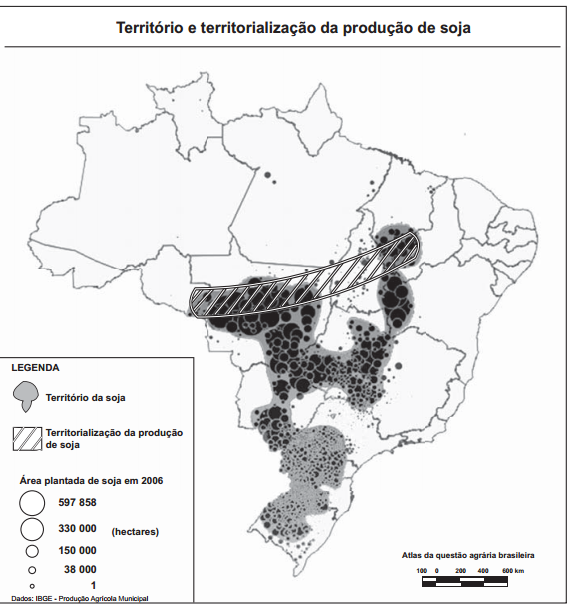 Território e territorialização da produção de soja
LEGENDA
Território da soja
Territorialização da produção
de soja
Área plantada de soja em 2006
597 858
330 000 (hectares)
150 000
38 000
1
Dados: IBGE - Produção Agrícola Municipal
Atlas da questão agrária brasileira
100 0 200 400 600 km